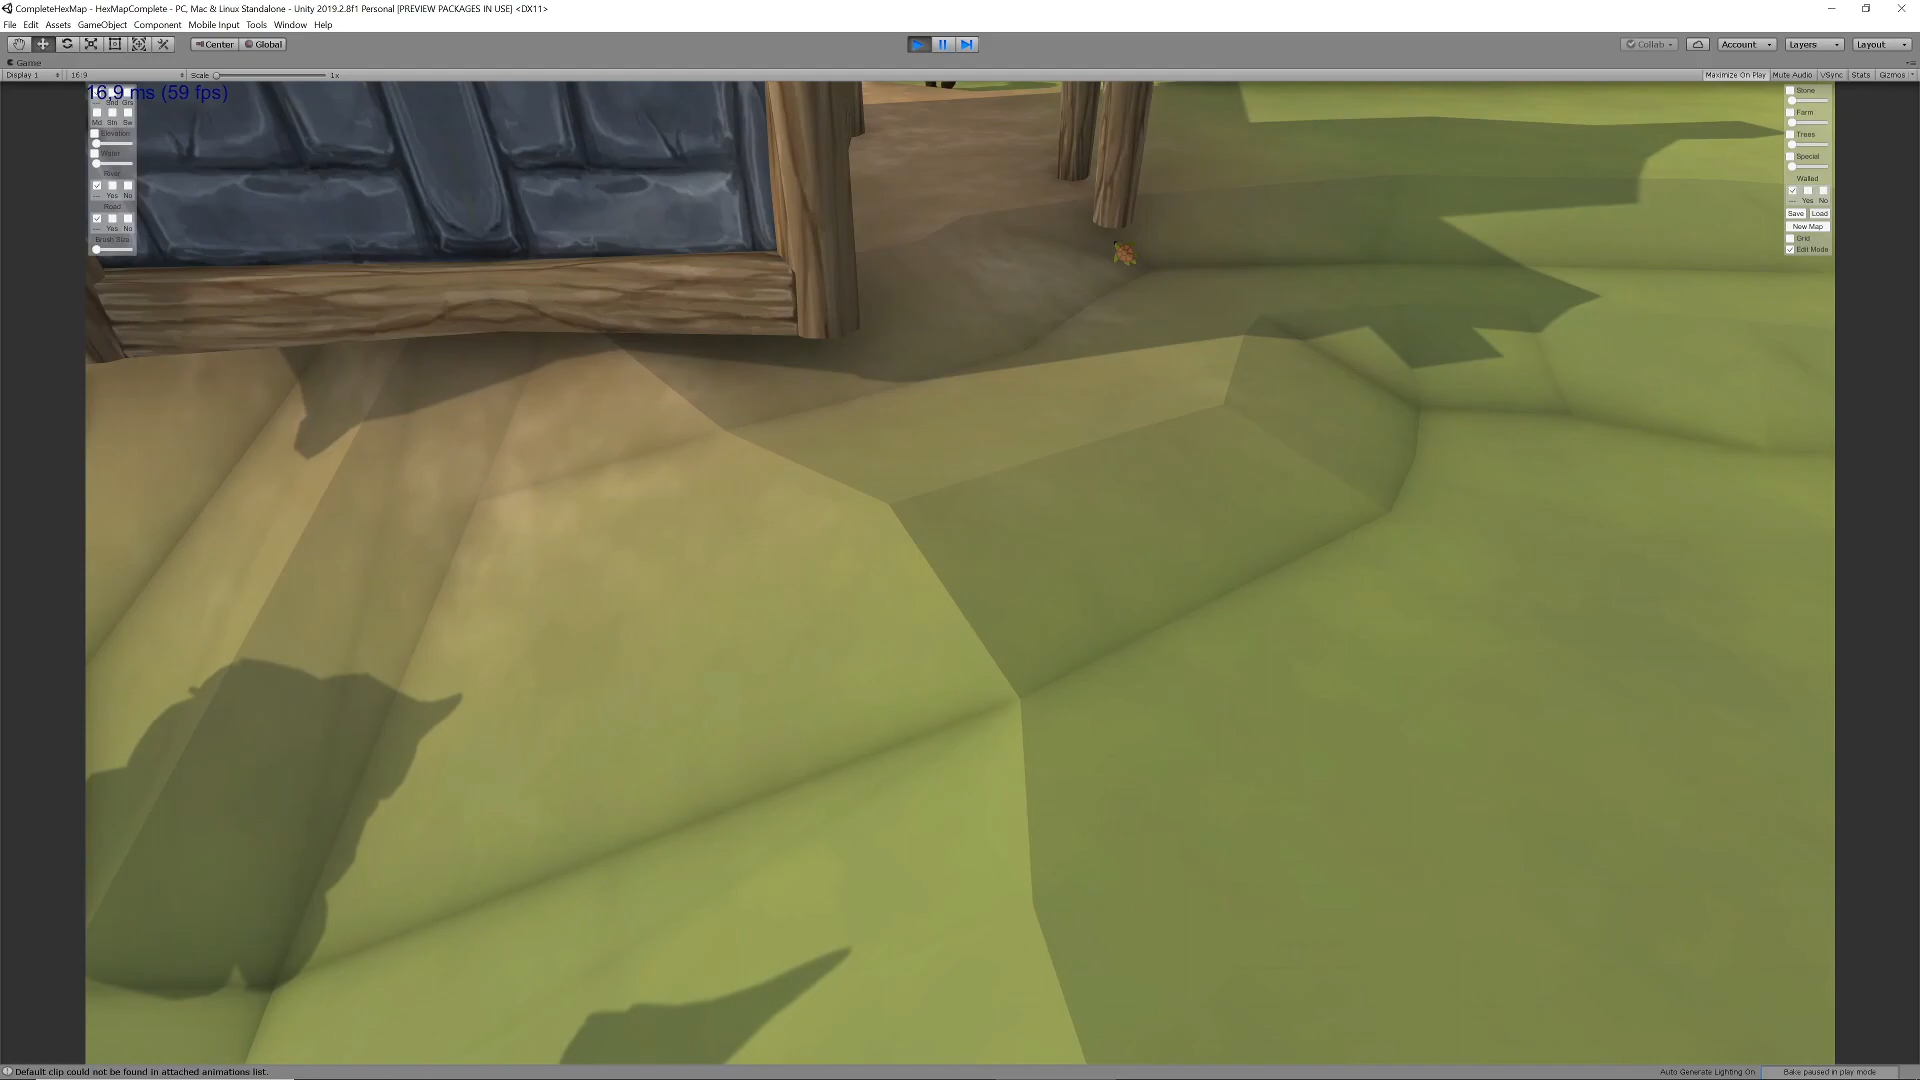 CompleteHexMap - HexMapComplete - PC, Mac & Linux Standalone - Unity 2019.2.8f1 Personal [PREVIEW PACKAGES IN USE] <DX11>
File Edit Assets GameObject Component Mobile Input Tools Window Help
Center Global Collab Account Layers Layout
Game
Display 1 16:9 Scale 1x Maximize On Play Mute Audio VSync Stats Gizmos
16,9 ms (59 fps)
--- Snd Grs
Md Stn Sw
Elevation
Water
River
--- Yes No
Road
--- Yes No
Brush Size
Stone
Farm
Trees
Special
Walled
--- Yes No
Save Load
New Map
Grid
Edit Mode
Default clip could not be found in attached animations list.
Auto Generate Lighting On Bake paused in play mode